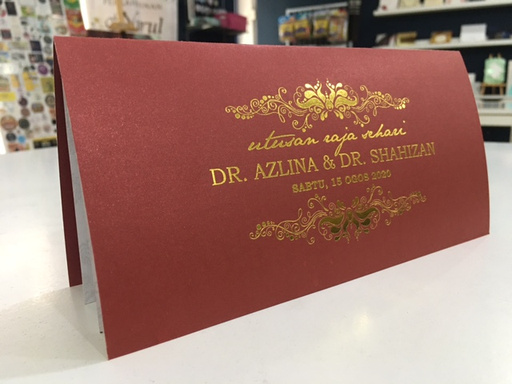 utusan raja sehari
DR. AZLINA & DR. SHAHIZAN
SABTU, 15 OGOS 2020